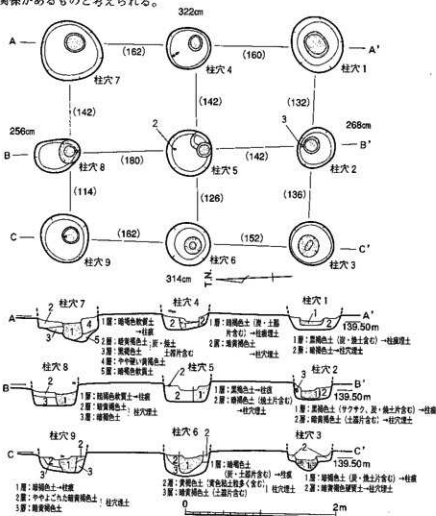 関係があるものと考えられる。
322cm
A
(162)
(160)
A'
柱穴7
柱穴4
柱穴1
(142)
(142)
(132)
256cm
2
3
268cm
B
(180)
(142)
B'
柱穴8
柱穴5
柱穴2
(114)
(126)
(136)
C
(162)
(152)
C'
柱穴9
柱穴6
柱穴3
314cm
T.N.
柱穴7
柱穴4
柱穴1
A
A'
139.50m
1層:暗褐色軟質土
→柱痕
2層:暗黄褐色土
3層:黒褐色土
4層:やや硬い黄褐色土
5層:暗褐色軟質土
炭・焼土
土器片含む
1層:暗褐色土(炭・土器
片含む)→柱痕埋土
2層:暗黄褐色土
→柱穴埋土
1層:黒褐色土(炭・焼土含む)→柱痕埋土
2層:暗褐色土→柱穴埋土
柱穴8
柱穴5
柱穴2
B
B'
139.50m
1層:暗褐色軟質土→柱痕
2層:暗黄褐色土
3層:暗褐色土
柱穴埋土
1層:黒褐色土→柱痕
2層:暗褐色土(焼土片含む)
→柱穴埋土
1層:黒褐色土(サクサク、炭・焼土片含む)→柱痕
2層:暗黄褐色土(土器片含む)→柱穴埋土
柱穴9
柱穴6
柱穴3
C
C'
139.50m
1層:暗褐色土→柱痕
2層:ややよごれた暗黄褐色土
3層:暗黄褐色土
柱穴埋土
1層:暗褐色土
(炭・土器片含む)→柱痕
2層:黄褐色土(黄色粘土粒多く含む)
3層:暗黄褐色土(土器片含む)
柱穴埋土
1層:暗褐色土(炭・焼土片含む)→柱痕
2層:暗黄褐色硬質土→柱穴埋土
0
2m